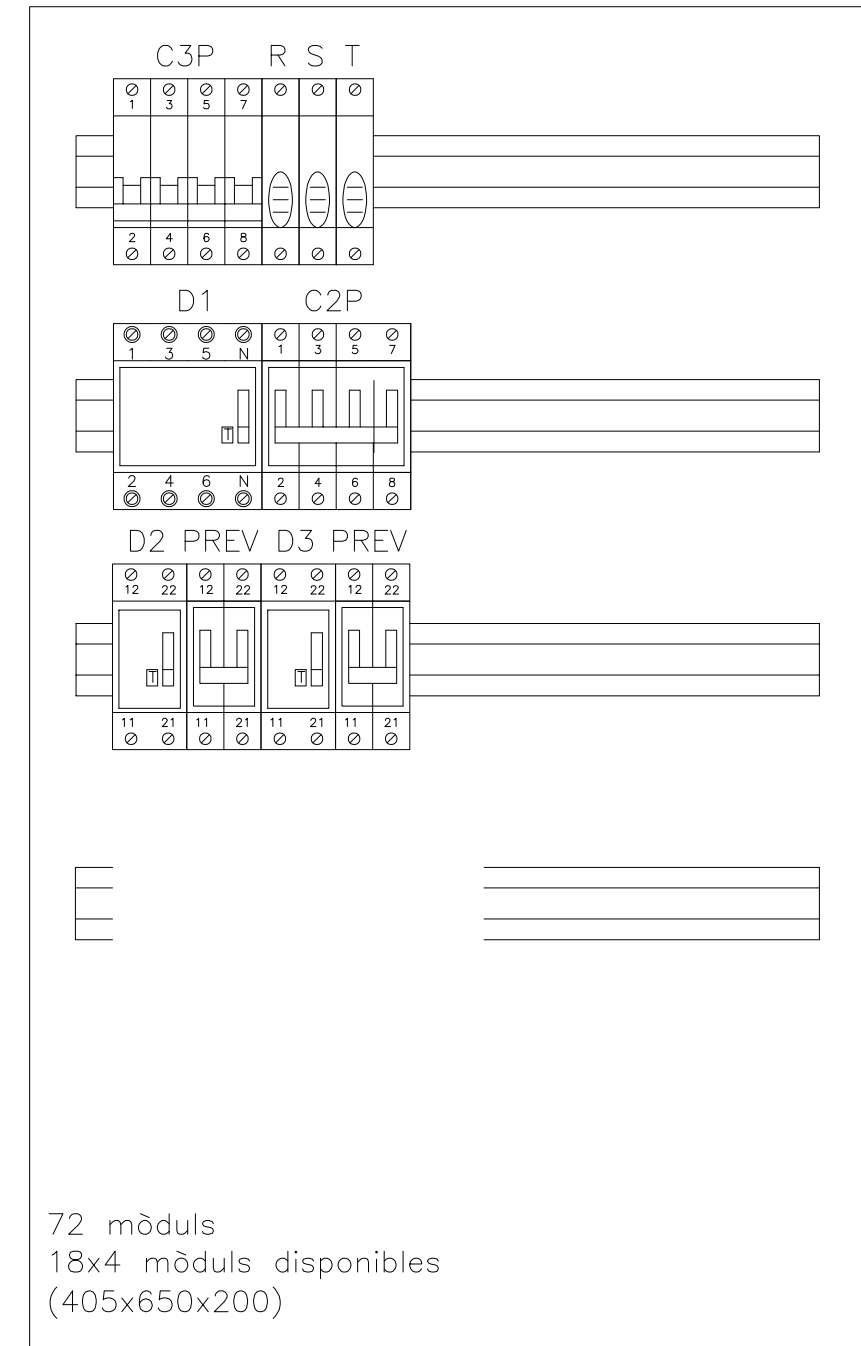 C3P R S T
1 3 5 7
2 4 6 8
D1 C2P
1 3 5 N 1 3 5 7
T
2 4 6 N 2 4 6 8
D2 PREV D3 PREV
12 22 12 22 12 22 12 22
T T
11 21 11 21 11 21 11 21
72 mòduls
18x4 mòduls disponibles
(405x650x200)